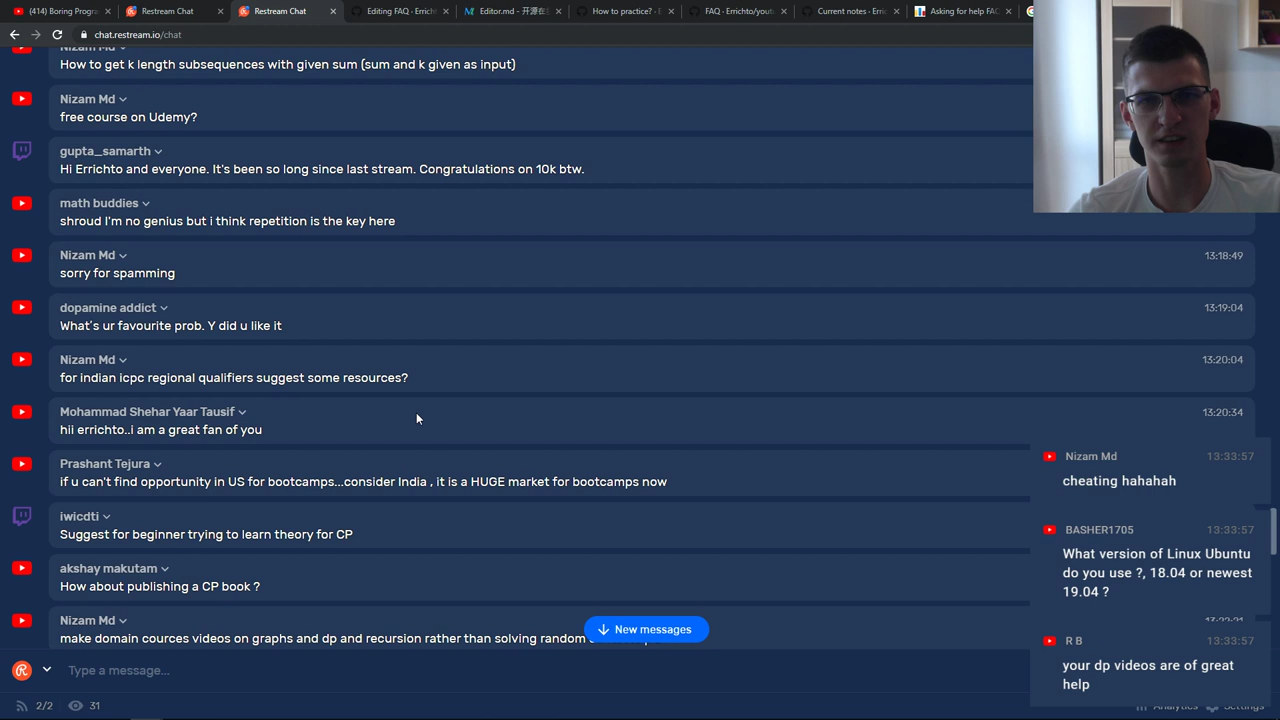 (414) Boring Progra
Restream Chat
Restream Chat
Editing FAQ · Erricht
Editor.md - 开源在
How to practice? · E
FAQ · Errichto/yout
Current notes · Erric
Asking for help FAQ
chat.restream.io/chat
Nizam Md
How to get k length subsequences with given sum (sum and k given as input)
Nizam Md
free course on Udemy?
gupta_samarth
Hi Errichto and everyone. It's been so long since last stream. Congratulations on 10k btw.
math buddies
shroud I'm no genius but i think repetition is the key here
Nizam Md
13:18:49
sorry for spamming
dopamine addict
13:19:04
What's ur favourite prob. Y did u like it
Nizam Md
13:20:04
for indian icpc regional qualifiers suggest some resources?
Mohammad Shehar Yaar Tausif
13:20:34
hii errichto..i am a great fan of you
Prashant Tejura
if u can't find opportunity in US for bootcamps...consider India , it is a HUGE market for bootcamps now
iwicdti
Suggest for beginner trying to learn theory for CP
akshay makutam
How about publishing a CP book ?
Nizam Md
make domain cources videos on graphs and dp and recursion rather than solving random
New messages
Type a message...
2/2
31
Nizam Md
13:33:57
cheating hahahah
BASHER1705
13:33:57
What version of Linux Ubuntu
do you use ?, 18.04 or newest
19.04 ?
R B
13:33:57
your dp videos are of great
help
Analytics
Settings